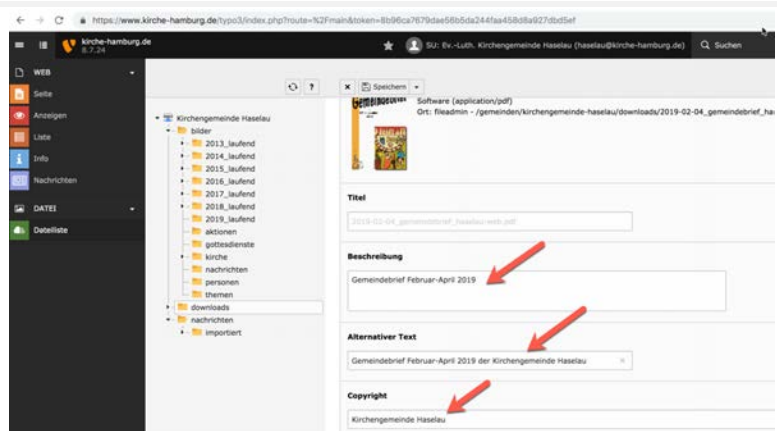 https://www.kirche-hamburg.de/typo3/index.php?route=%2Fmain&token=8b96ca7679dae56b5da244faa458d8a927dbd5ef
kirche-hamburg.de
8.7.24
SU: Ev.-Luth. Kirchengemeinde Haselau (haselau@kirche-hamburg.de)
Suchen
WEB
Seite
Anzeigen
Liste
Info
Nachrichten
DATEI
Dateiliste
?
Kirchengemeinde Haselau
bilder
2013_laufend
2014_laufend
2015_laufend
2016_laufend
2017_laufend
2018_laufend
2019_laufend
aktionen
gottesdienste
kirche
nachrichten
personen
themen
downloads
nachrichten
importiert
Speichern
Software (application/pdf)
Ort: fileadmin - /gemeinden/kirchengemeinde-haselau/downloads/2019-02-04_gemeindebrief_ha
Titel
2019-02-04_gemeindebrief_haselau-web.pdf
Beschreibung
Gemeindebrief Februar-April 2019
Alternativer Text
Gemeindebrief Februar-April 2019 der Kirchengemeinde Haselau
Copyright
Kirchengemeinde Haselau